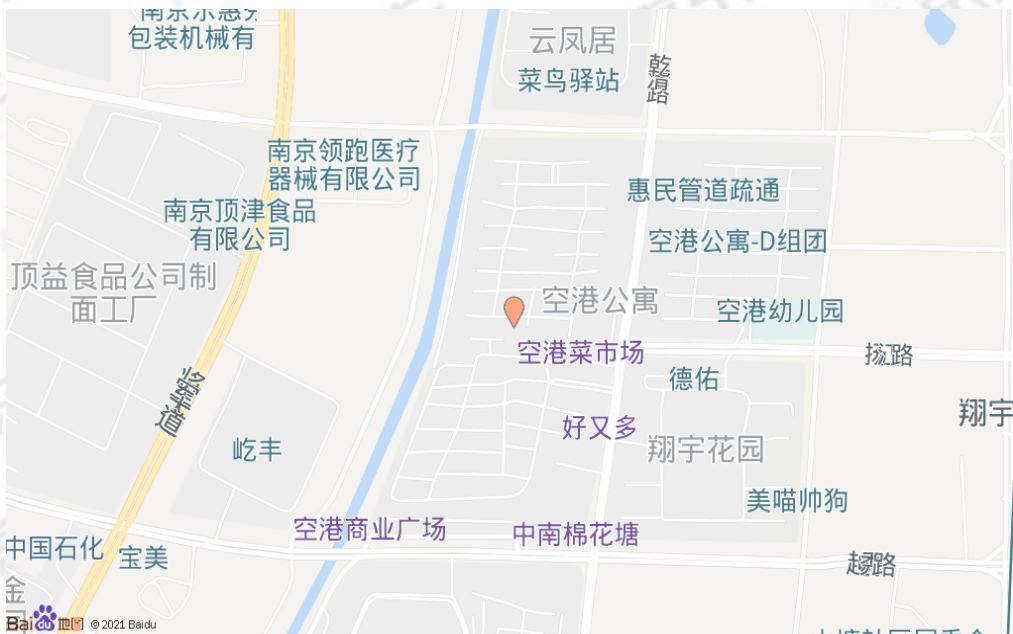 包装机械有
云凤居
菜鸟驿站
南京领跑医疗
器械有限公司
惠民管道疏通
南京顶津食品
有限公司
空港公寓-D组团
顶益食品公司制
面工厂
空港公寓
空港幼儿园
空港菜市场
德佑
翔宇
好又多
屹丰
翔宇花园
美喵帅狗
空港商业广场
中南棉花塘
中国石化
宝美
金
Bai du 地图 © 2021 Baidu